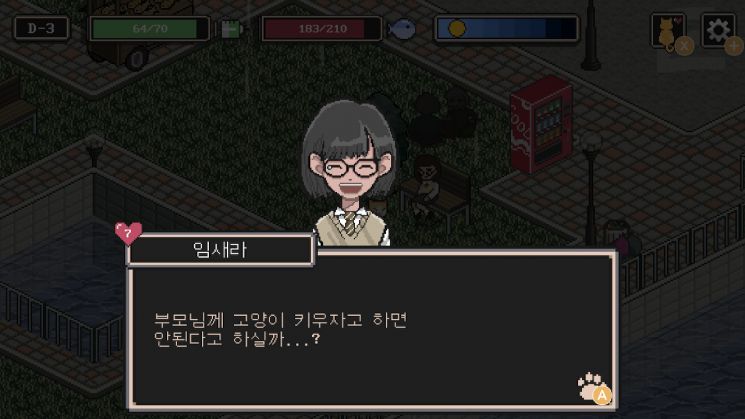 D-3
64/70
183/210
X
+
?
임새라
부모님께 고양이 키우자고 하면
안된다고 하실까...?
A